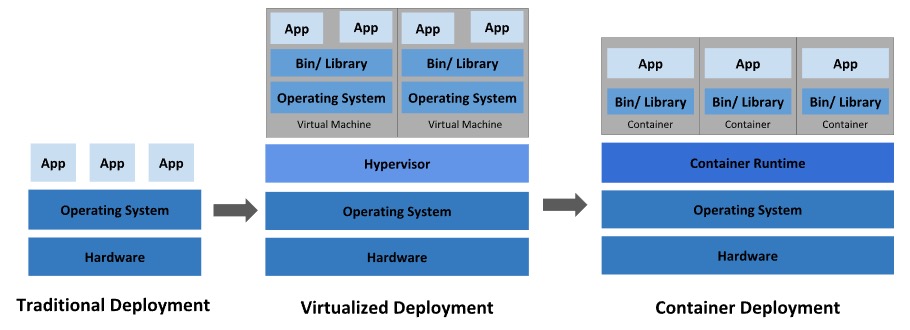 App
App
App
Operating System
Hardware
Traditional Deployment
App
App
App
App
Bin/ Library
Bin/ Library
Operating System
Operating System
Virtual Machine
Virtual Machine
Hypervisor
Operating System
Hardware
Virtualized Deployment
App
App
App
Bin/ Library
Bin/ Library
Bin/ Library
Container
Container
Container
Container Runtime
Operating System
Hardware
Container Deployment